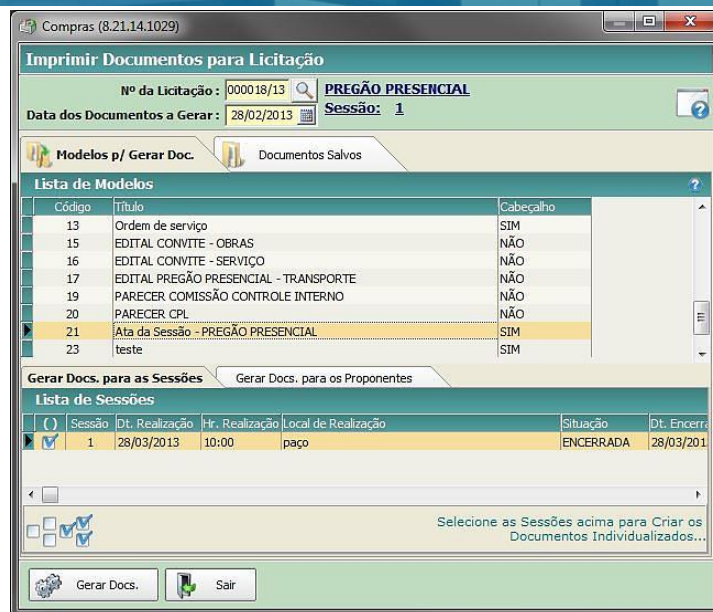 Compras (8.21.14.1029)
Imprimir Documentos para Licitação
Nº da Licitação : 000018/13 PREGÃO PRESENCIAL
Data dos Documentos a Gerar : 28/02/2013 Sessão: 1
Modelos p/ Gerar Doc. Documentos Salvos
Lista de Modelos
Código Título Cabeçalho
13 Ordem de serviço SIM
15 EDITAL CONVITE - OBRAS NÃO
16 EDITAL CONVITE - SERVIÇO NÃO
17 EDITAL PREGÃO PRESENCIAL - TRANSPORTE NÃO
19 PARECER COMISSÃO CONTROLE INTERNO NÃO
20 PARECER CPL NÃO
21 Ata da Sessão - PREGÃO PRESENCIAL SIM
23 teste SIM
Gerar Docs. para as Sessões Gerar Docs. para os Proponentes
Lista de Sessões
( ) Sessão Dt. Realização Hr. Realização Local de Realização Situação Dt. Encerra
1 28/03/2013 10:00 paço ENCERRADA 28/03/201
Selecione as Sessões acima para Criar os
Documentos Individualizados...
Gerar Docs. Sair